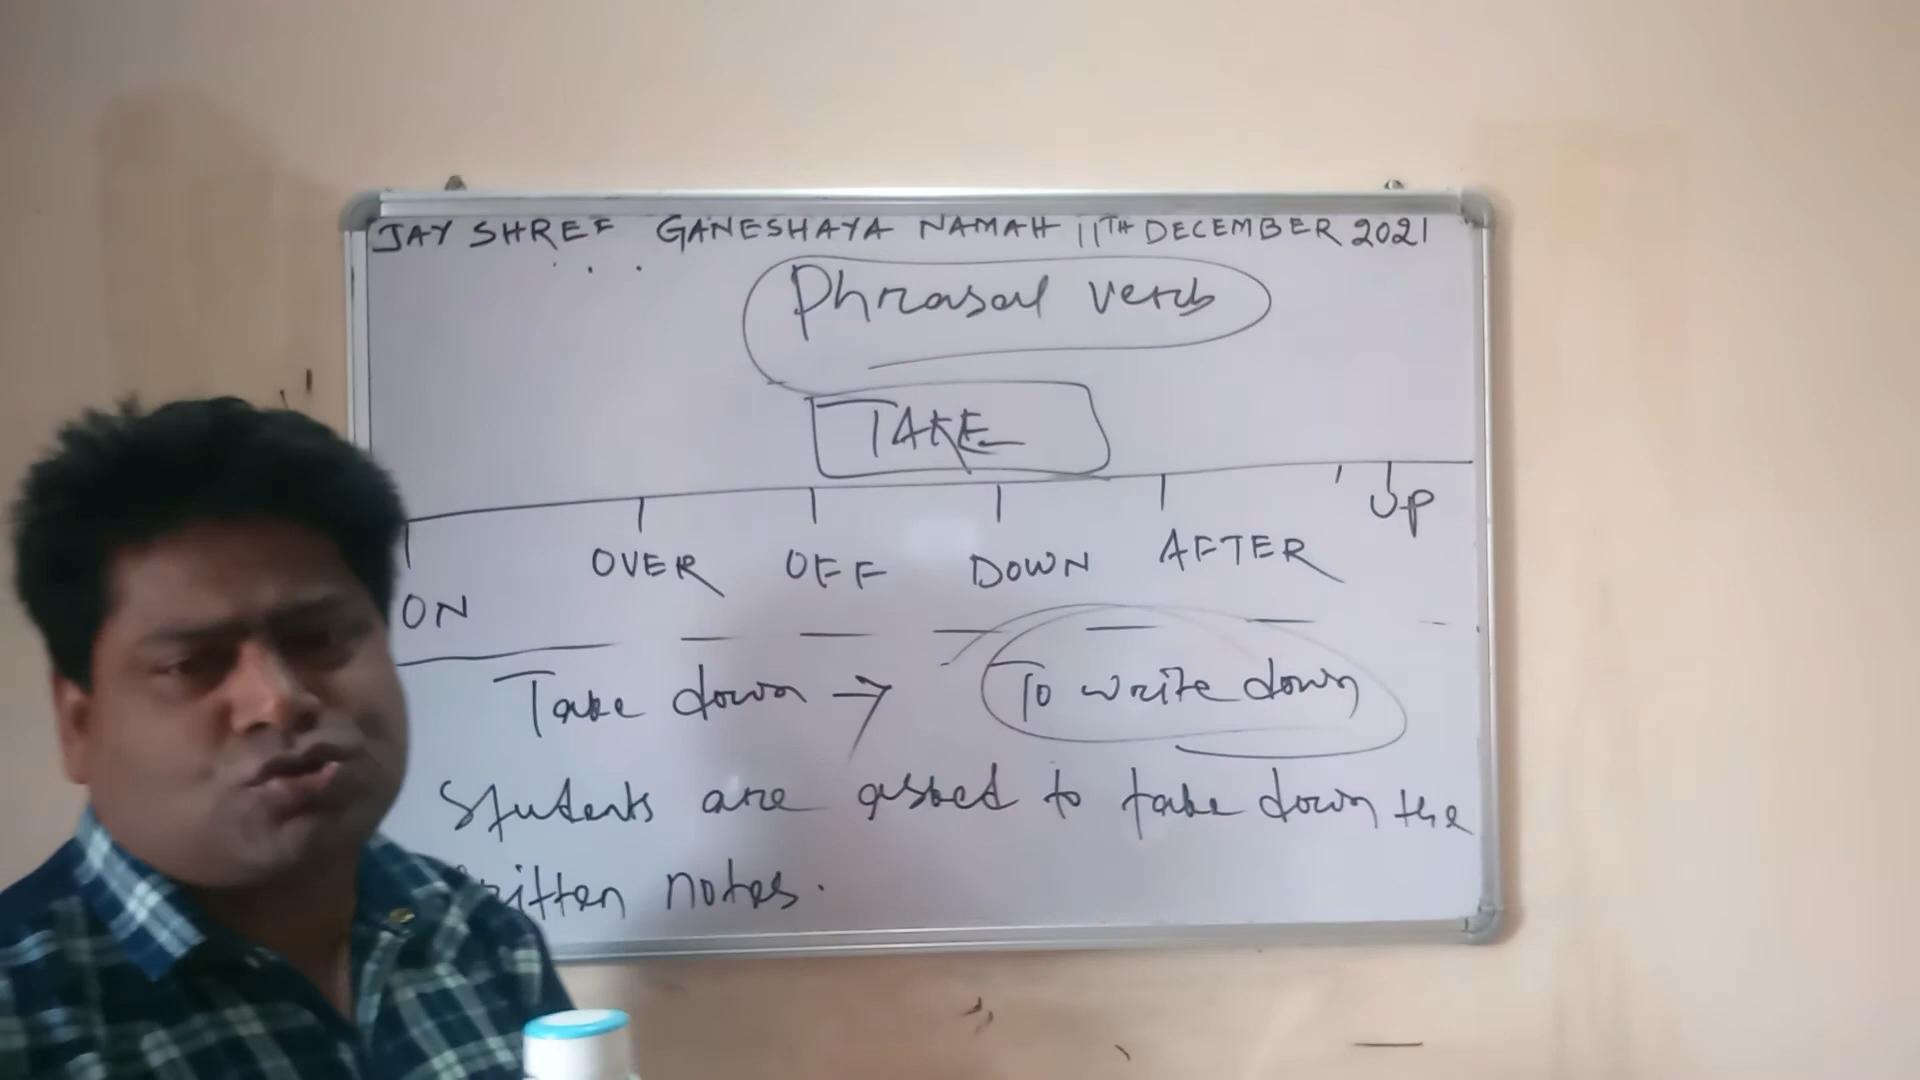 JAY SHREE GANESHAYA NAMAH 11TH DECEMBER 2021
Phrasal verb
TAKE
ON OVER OFF DOWN AFTER UP
Take down → To write down
Students are asked to take down the
written notes.